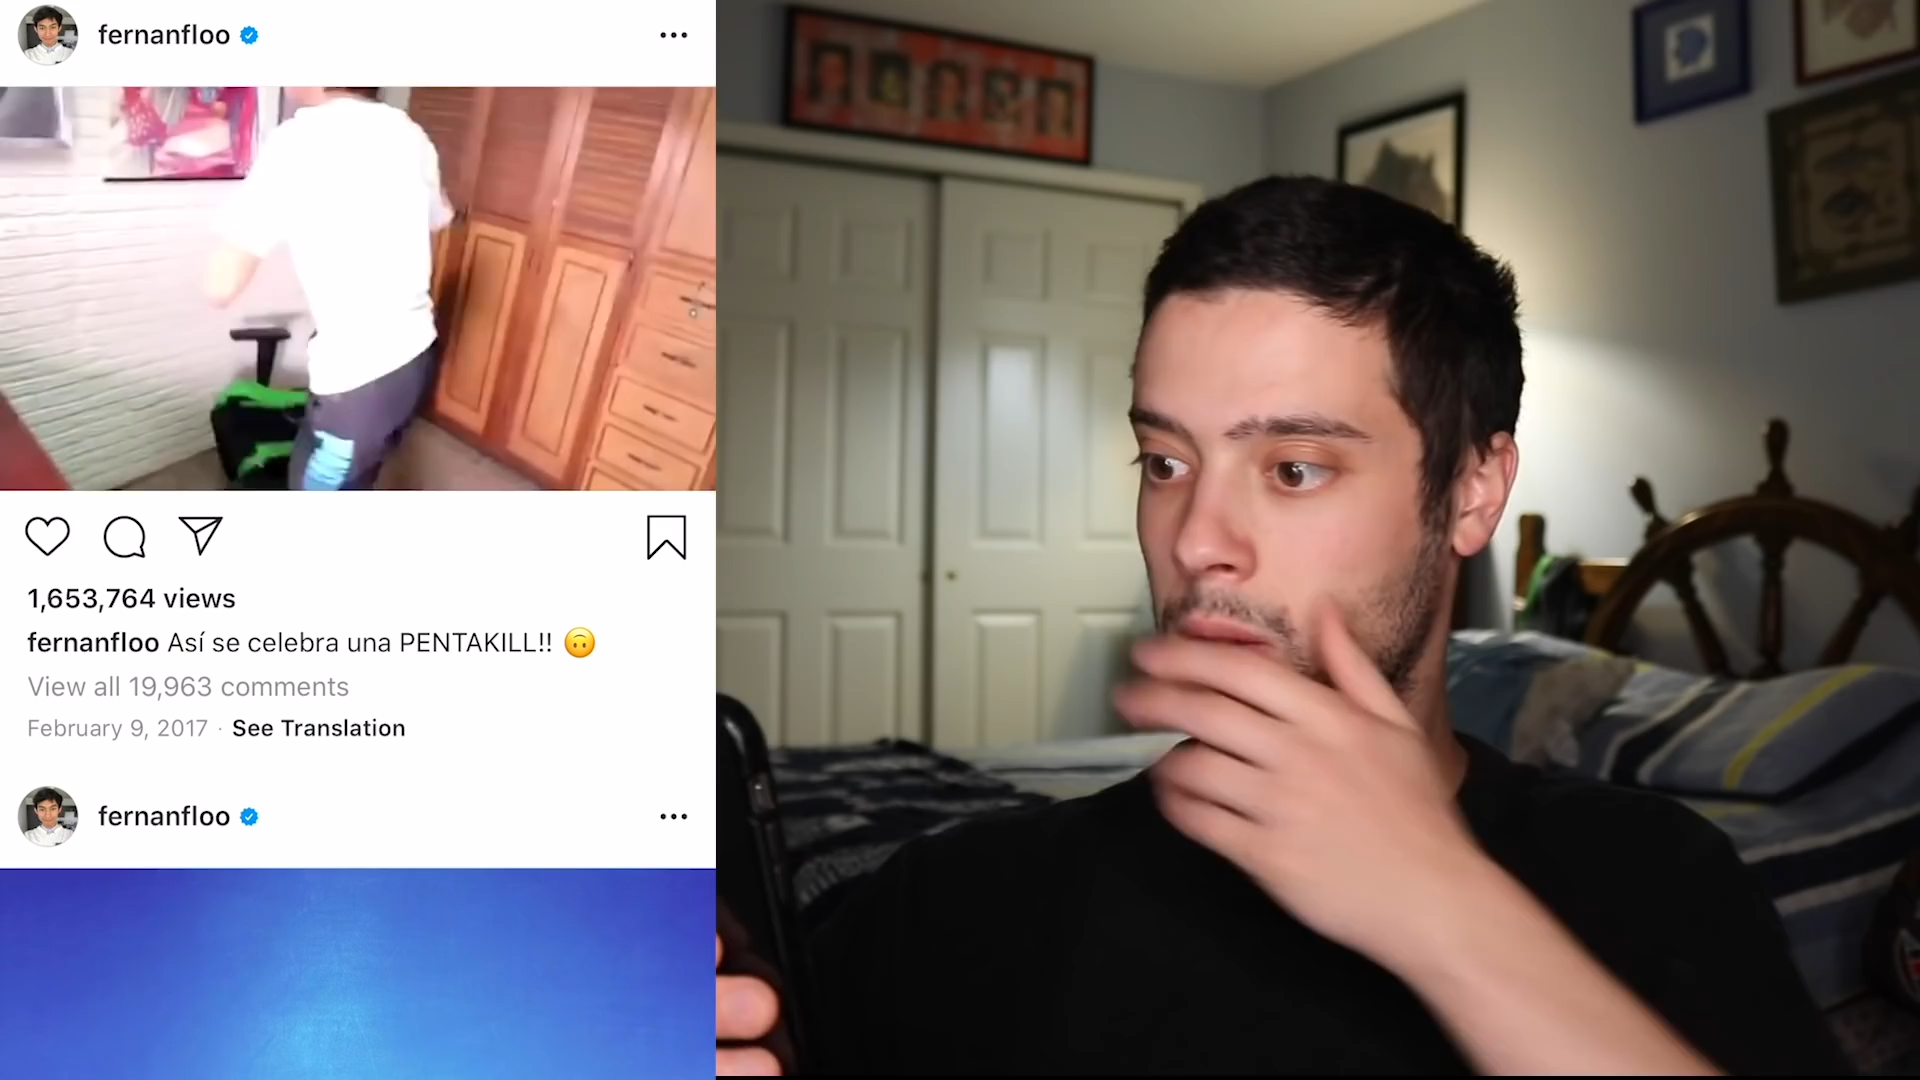 fernanfloo
1,653,764 views
fernanfloo Así se celebra una PENTAKILL!! 🙃
View all 19,963 comments
February 9, 2017 · See Translation
fernanfloo